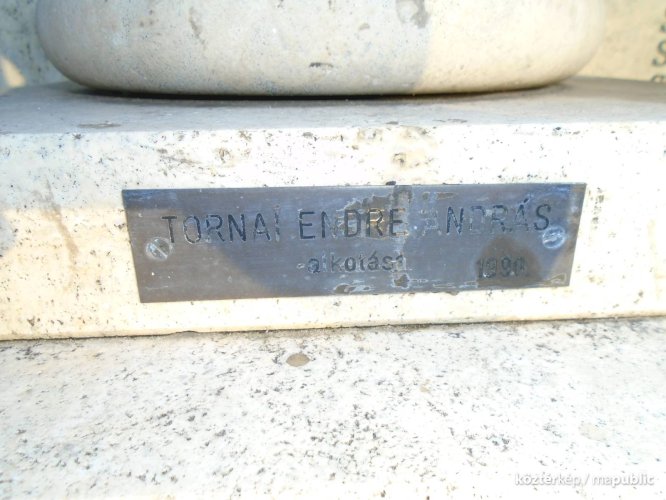 TORNAI ENDRE ANDRÁS
alkotása 1990
köztérkép / mapublic